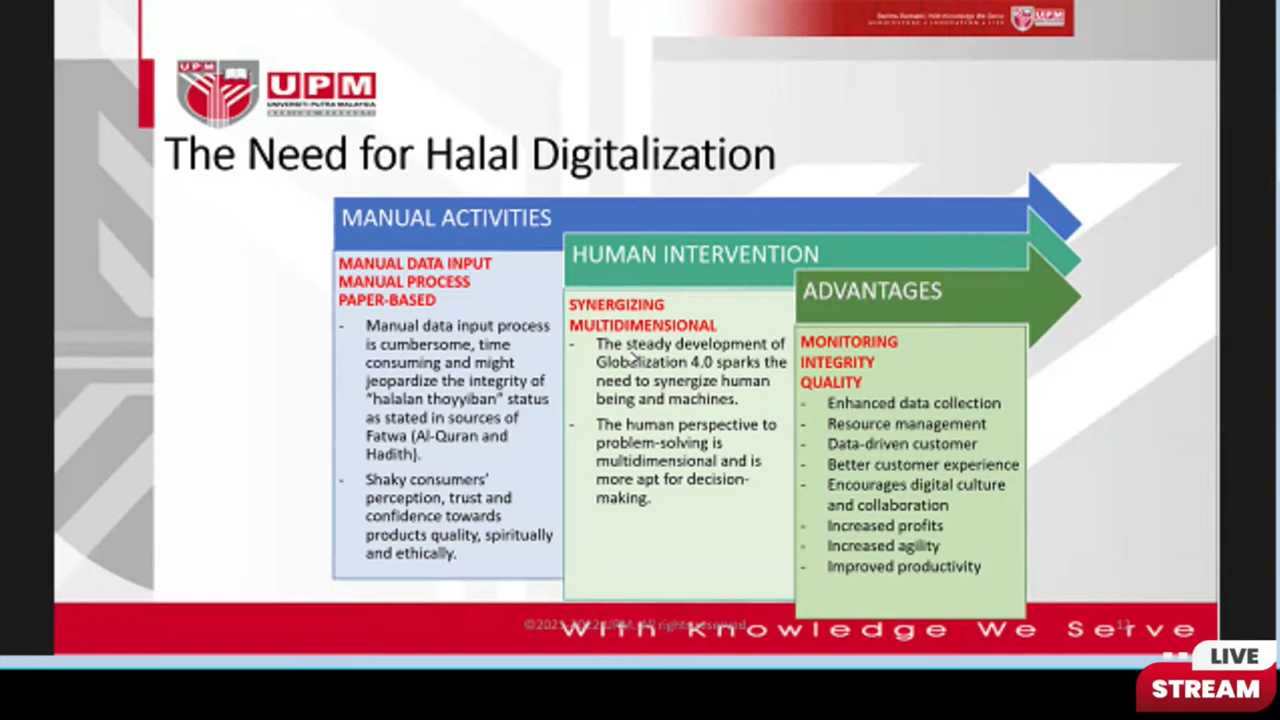 UPM
UPM
UNIVERSITI PUTRA MALAYSIA
BERILMU BERBAKTI
The Need for Halal Digitalization
MANUAL ACTIVITIES
MANUAL DATA INPUT
MANUAL PROCESS
PAPER-BASED
- Manual data input process
is cumbersome, time
consuming and might
jeopardize the integrity of
“halalan thoyyiban” status
as stated in sources of
Fatwa (Al-Quran and
Hadith).
- Shaky consumers’
perception, trust and
confidence towards
products quality, spiritually
and ethically.
HUMAN INTERVENTION
SYNERGIZING
MULTIDIMENSIONAL
- The steady development of
Globalization 4.0 sparks the
need to synergize human
being and machines.
- The human perspective to
problem-solving is
multidimensional and is
more apt for decision-
making.
ADVANTAGES
MONITORING
INTEGRITY
QUALITY
- Enhanced data collection
- Resource management
- Data-driven customer
- Better customer experience
- Encourages digital culture
and collaboration
- Increased profits
- Increased agility
- Improved productivity
With Knowledge We Serve
LIVE
STREAM